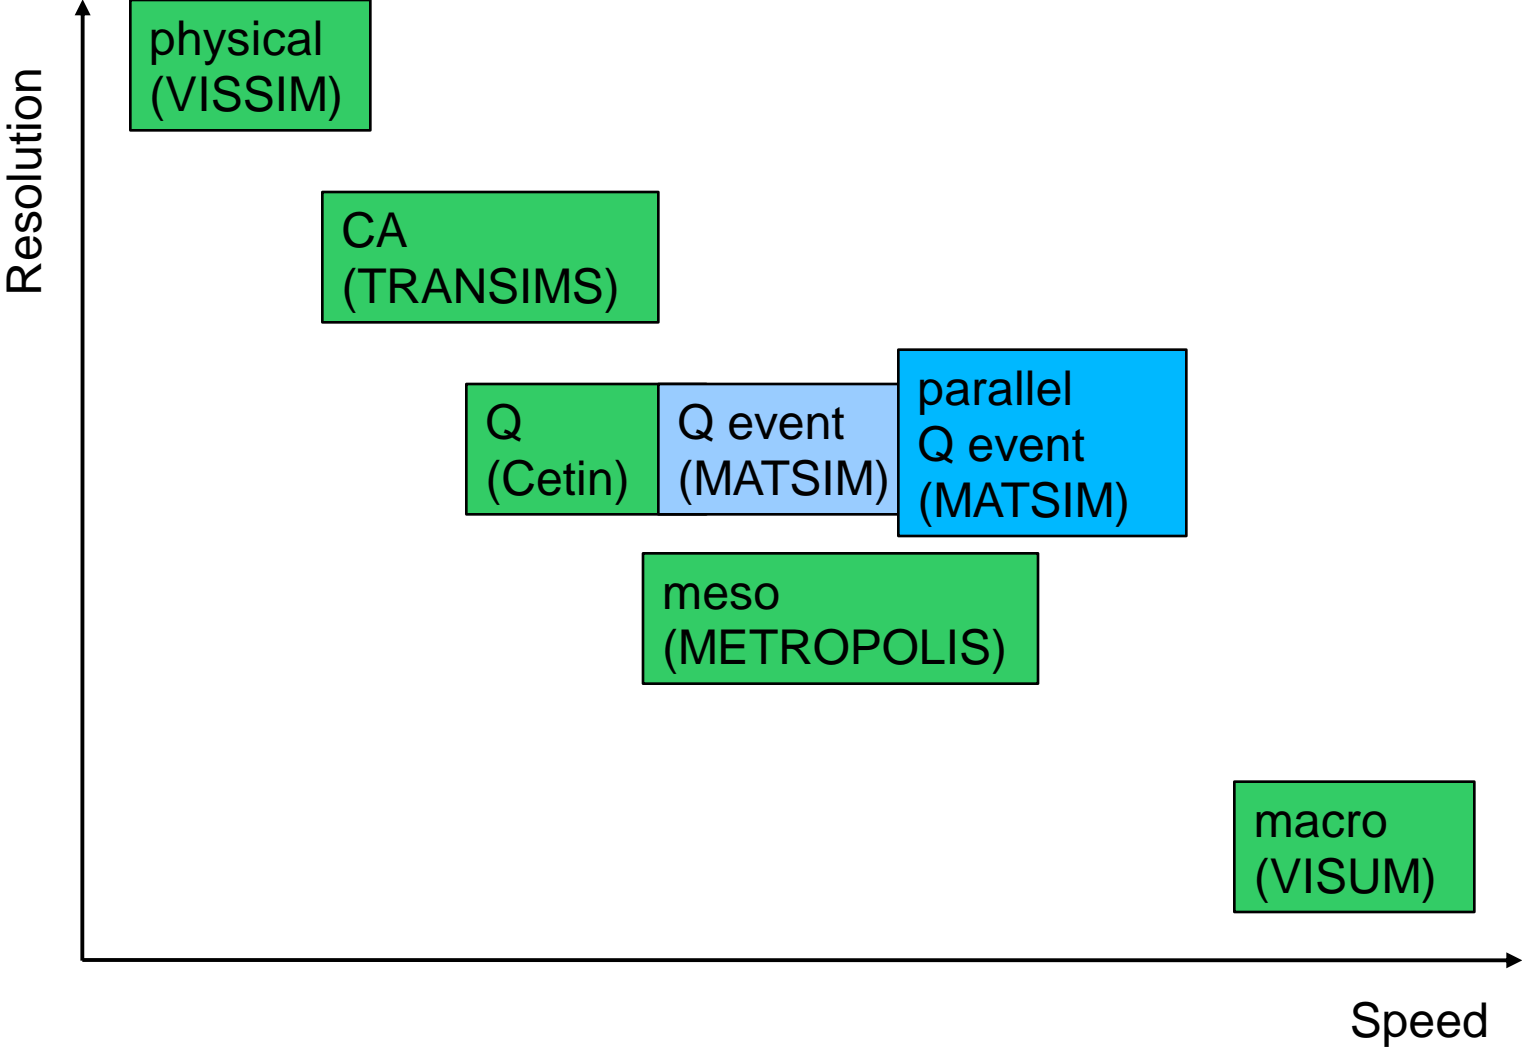 Resolution
physical
(VISSIM)
CA
(TRANSIMS)
Q
(Cetin)
Q event
(MATSIM)
parallel
Q event
(MATSIM)
meso
(METROPOLIS)
macro
(VISUM)
Speed